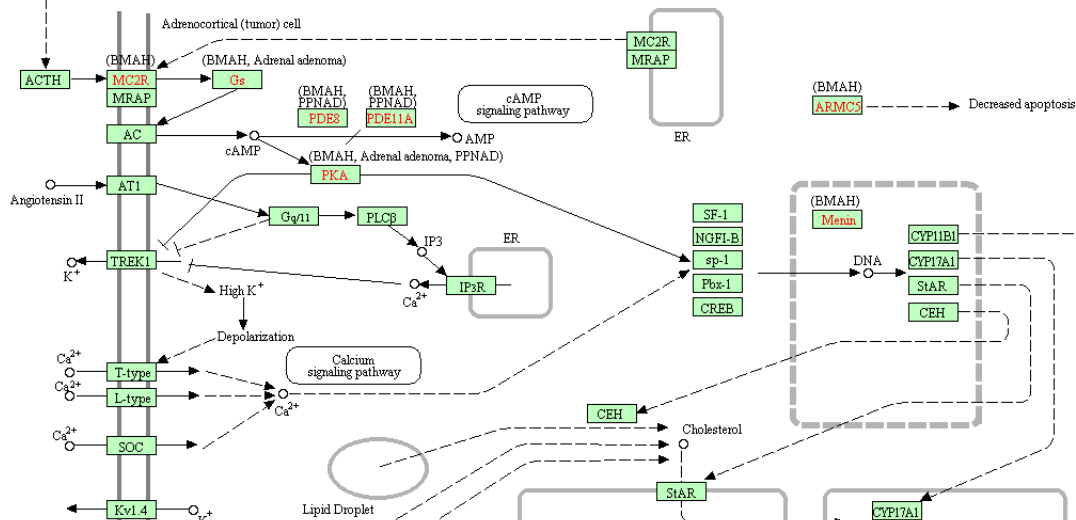 Adrenocortical (tumor) cell
MC2R
MRAP
ER
(BMAH)
(BMAH, Adrenal adenoma)
ACTH
MC2R
Gs
MRAP
(BMAH,
PPNAD)
PDE8
(BMAH,
PPNAD)
PDE11A
cAMP
signaling pathway
(BMAH)
ARMC5
Decreased apoptosis
AC
cAMP
AMP
(BMAH, Adrenal adenoma, PPNAD)
PKA
Angiotensin II
AT1
Gq/11
PLCβ
IP3
ER
IP3R
Ca2+
TREK1
K+
High K+
Depolarization
SF-1
NGFI-B
sp-1
Pbx-1
CREB
(BMAH)
Menin
DNA
CYP11B1
CYP17A1
StAR
CEH
Calcium
signaling pathway
Ca2+
T-type
Ca2+
L-type
Ca2+
Ca2+
SOC
CEH
Cholesterol
StAR
Lipid Droplet
Kv1.4
K+
CYP17A1